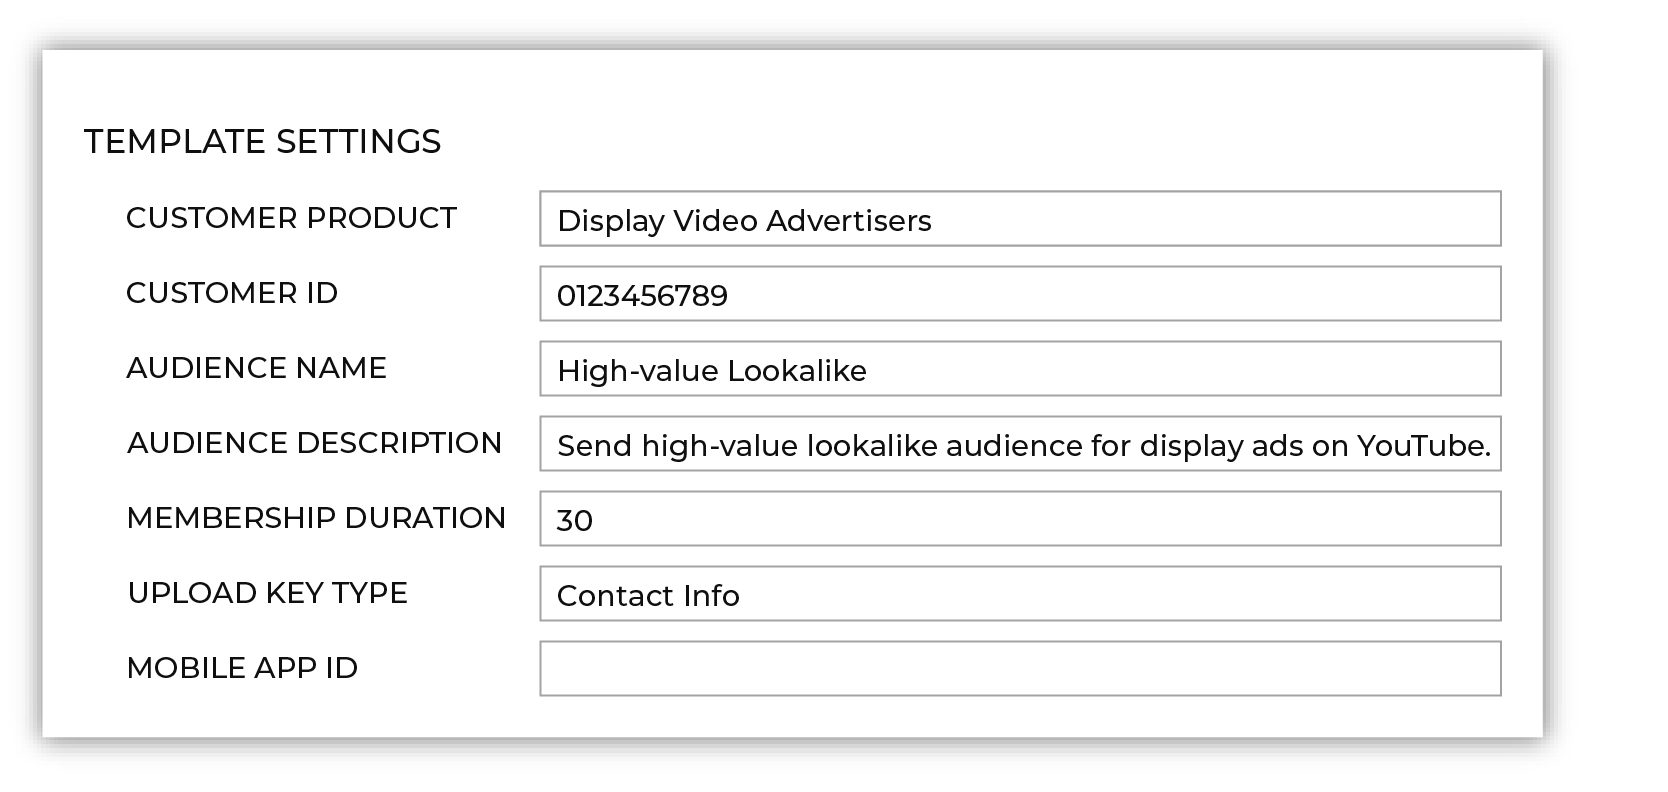 TEMPLATE SETTINGS
CUSTOMER PRODUCT Display Video Advertisers
CUSTOMER ID 0123456789
AUDIENCE NAME High-value Lookalike
AUDIENCE DESCRIPTION Send high-value lookalike audience for display ads on YouTube.
MEMBERSHIP DURATION 30
UPLOAD KEY TYPE Contact Info
MOBILE APP ID